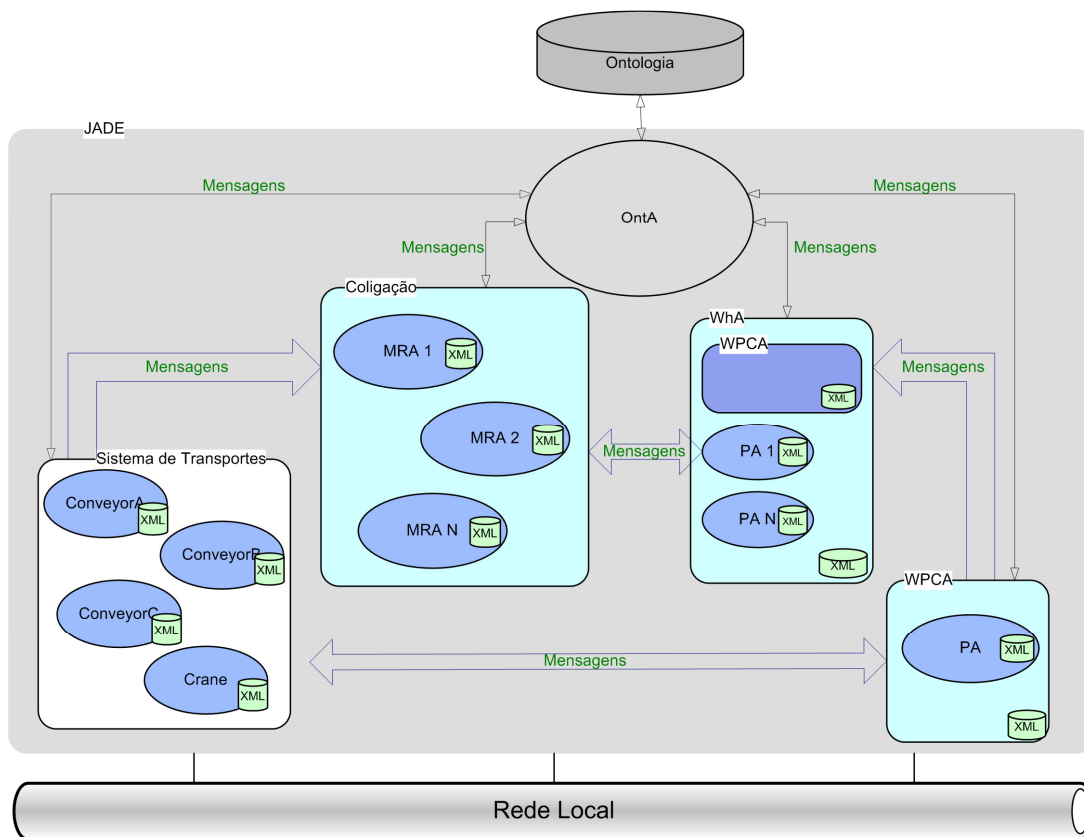 Ontologia
JADE
Mensagens
Mensagens
OntA
Mensagens
Mensagens
Coligação
MRA 1
XML
MRA 2
XML
MRA N
XML
WhA
WPCA
XML
PA 1
XML
PA N
XML
XML
Mensagens
Mensagens
Mensagens
Sistema de Transportes
ConveyorA
XML
ConveyorB
XML
ConveyorC
XML
Crane
XML
Mensagens
WPCA
PA
XML
XML
Rede Local